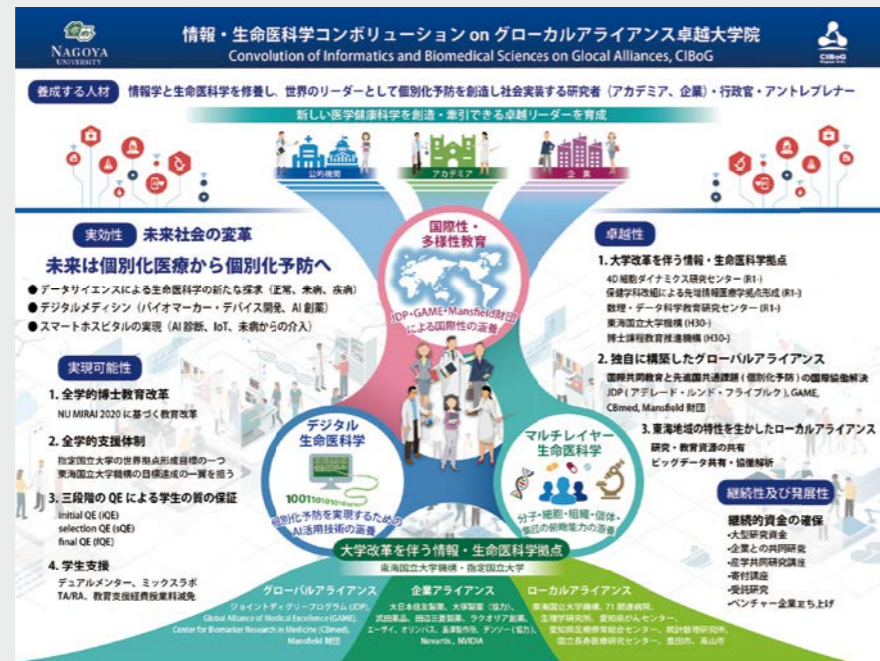 NAGOYA
UNIVERSITY
情報・生命医科学コンボリューション on グローカルアライアンス卓越大学院
Convolution of Informatics and Biomedical Sciences on Glocal Alliances, CIBoG
CIBoG
養成する人材
情報学と生命医科学を修養し、世界のリーダーとして個別化予防を創造し社会実装する研究者（アカデミア、企業）・行政官・アントレプレナー
新しい医学健康科学を創造・牽引できる卓越リーダーを育成
公的機関
アカデミア
企業
実効性
未来社会の変革
未来は個別化医療から個別化予防へ
● データサイエンスによる生命医科学の新たな探求（正常、未病、疾病）
● デジタルメディシン（バイオマーカー・デバイス開発、AI 創薬）
● スマートホスピタルの実現（AI 診断、IoT、未病からの介入）
実現可能性
1. 全学的博士教育改革
NU MIRAI 2020 に基づく教育改革
2. 全学的支援体制
指定国立大学の世界拠点形成目標の一つ
東海国立大学機構の目標達成の一翼を担う
3. 三段階の QE による学生の質の保証
initial QE (iQE)
selection QE (sQE)
final QE (fQE)
4. 学生支援
デュアルメンター、ミックスラボ
TA/RA、教育支援経費授業料減免
国際性・
多様性教育
JDP・GAME・Mansfield財団
による国際性の涵養
デジタル
生命医科学
個別化予防を実現するための
AI活用技術の涵養
マルチレイヤー
生命医科学
分子・細胞・組織・個体・
集団の俯瞰能力の涵養
卓越性
1. 大学改革を伴う情報・生命医科学拠点
4D 細胞ダイナミクス研究センター (R1-)
保健学科改組による先端情報医療学拠点形成 (R1-)
数理・データ科学教育研究センター (R1-)
東海国立大学機構 (H30-)
博士課程教育推進機構 (H30-)
2. 独自に構築したグローバルアライアンス
国際共同教育と先進国共通課題 ( 個別化予防 ) の国際協働解決
JDP ( アデレード・ルンド・フライブルク ), GAME,
CBmed, Mansfield 財団
3. 東海地域の特性を生かしたローカルアライアンス
研究・教育資源の共有
ビッグデータ共有・協働解析
継続性及び発展性
継続的資金の確保
•大型研究資金
•企業との共同研究
•産学共同研究講座
•寄付講座
•受託研究
•ベンチャー企業立ち上げ
大学改革を伴う情報・生命医科学拠点
東海国立大学機構・指定国立大学
グローバルアライアンス
ジョイントディグリープログラム (JDP),
Global Alliance of Medical Excellence (GAME),
Center for Biomarker Research in Medicine (CBmed),
Mansfield 財団
企業アライアンス
大日本住友製薬、大塚製薬（協力）、
武田薬品、田辺三菱製薬、ラクオリア創薬、
エーザイ、オリンパス、島津製作所、デンソー（協力）、
Novartis、NVIDIA
ローカルアライアンス
東海国立大学機構、71 関連病院、
生理学研究所、愛知県がんセンター、
愛知県医療療育総合センター、統計数理研究所、
国立長寿医療研究センター、豊田市、高山市